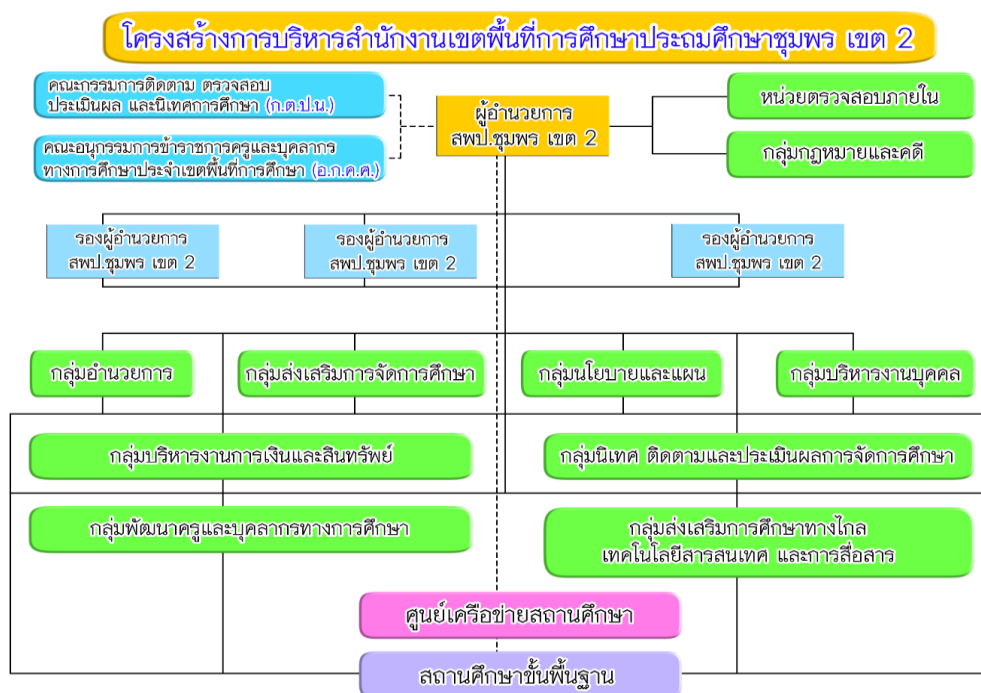 โครงสร้างการบริหารสำนักงานเขตพื้นที่การศึกษาประถมศึกษาชุมพร เขต 2
คณะกรรมการติดตาม ตรวจสอบ
ประเมินผล และนิเทศการศึกษา (ก.ต.ป.น.)
คณะอนุกรรมการข้าราชการครูและบุคลากร
ทางการศึกษาประจำเขตพื้นที่การศึกษา (อ.ก.ค.ศ.)
ผู้อำนวยการ
สพป.ชุมพร เขต 2
หน่วยตรวจสอบภายใน
กลุ่มกฎหมายและคดี
รองผู้อำนวยการ
สพป.ชุมพร เขต 2
รองผู้อำนวยการ
สพป.ชุมพร เขต 2
รองผู้อำนวยการ
สพป.ชุมพร เขต 2
กลุ่มอำนวยการ
กลุ่มส่งเสริมการจัดการศึกษา
กลุ่มนโยบายและแผน
กลุ่มบริหารงานบุคคล
กลุ่มบริหารงานการเงินและสินทรัพย์
กลุ่มนิเทศ ติดตามและประเมินผลการจัดการศึกษา
กลุ่มพัฒนาครูและบุคลากรทางการศึกษา
กลุ่มส่งเสริมการศึกษาทางไกล
เทคโนโลยีสารสนเทศ และการสื่อสาร
ศูนย์เครือข่ายสถานศึกษา
สถานศึกษาขั้นพื้นฐาน